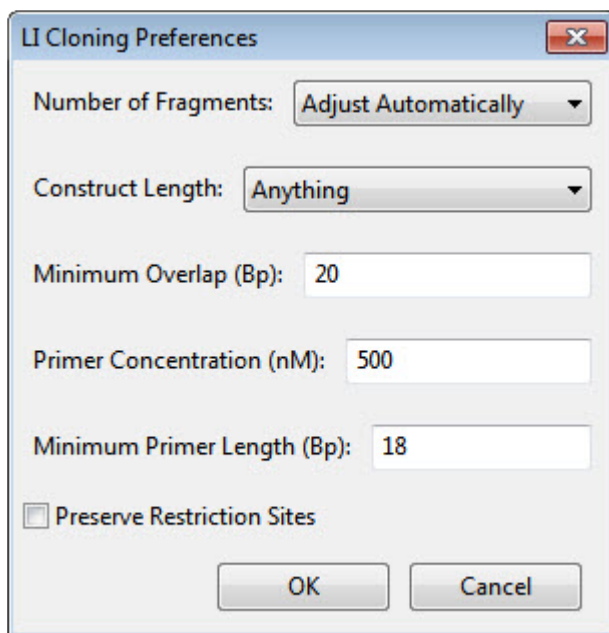 LI Cloning Preferences
Number of Fragments: Adjust Automatically
Construct Length: Anything
Minimum Overlap (Bp): 20
Primer Concentration (nM): 500
Minimum Primer Length (Bp): 18
Preserve Restriction Sites
OK Cancel